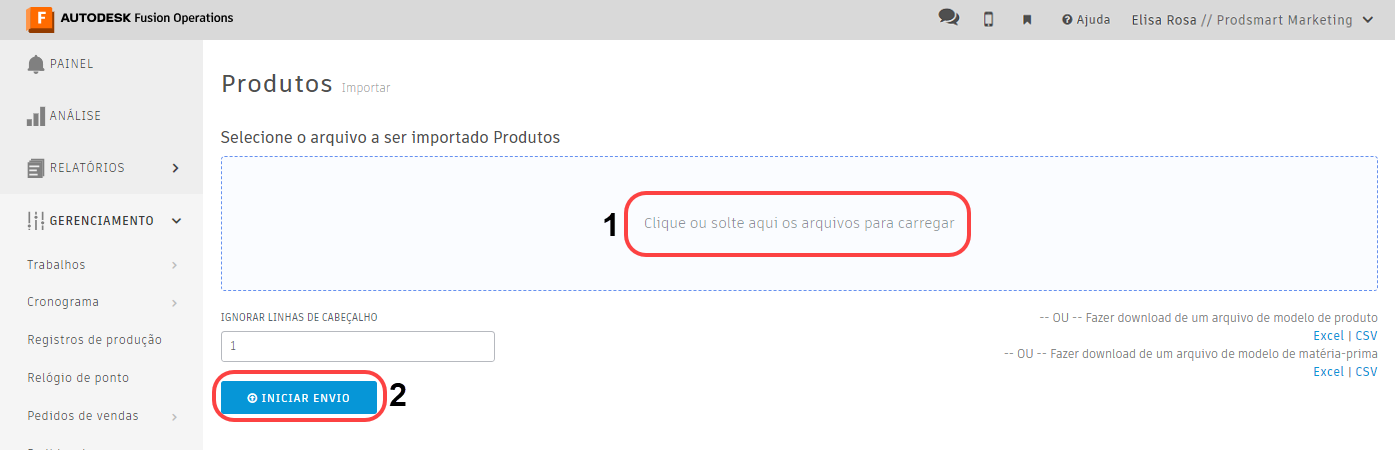 AUTODESK Fusion Operations
Ajuda
Elisa Rosa // Prodsmart Marketing
PAINEL
ANÁLISE
RELATÓRIOS
GERENCIAMENTO
Trabalhos
Cronograma
Registros de produção
Relógio de ponto
Pedidos de vendas
Produtos Importar
Selecione o arquivo a ser importado Produtos
1 Clique ou solte aqui os arquivos para carregar
IGNORAR LINHAS DE CABEÇALHO
1
INICIAR ENVIO 2
-- OU -- Fazer download de um arquivo de modelo de produto
Excel | CSV
-- OU -- Fazer download de um arquivo de modelo de matéria-prima
Excel | CSV